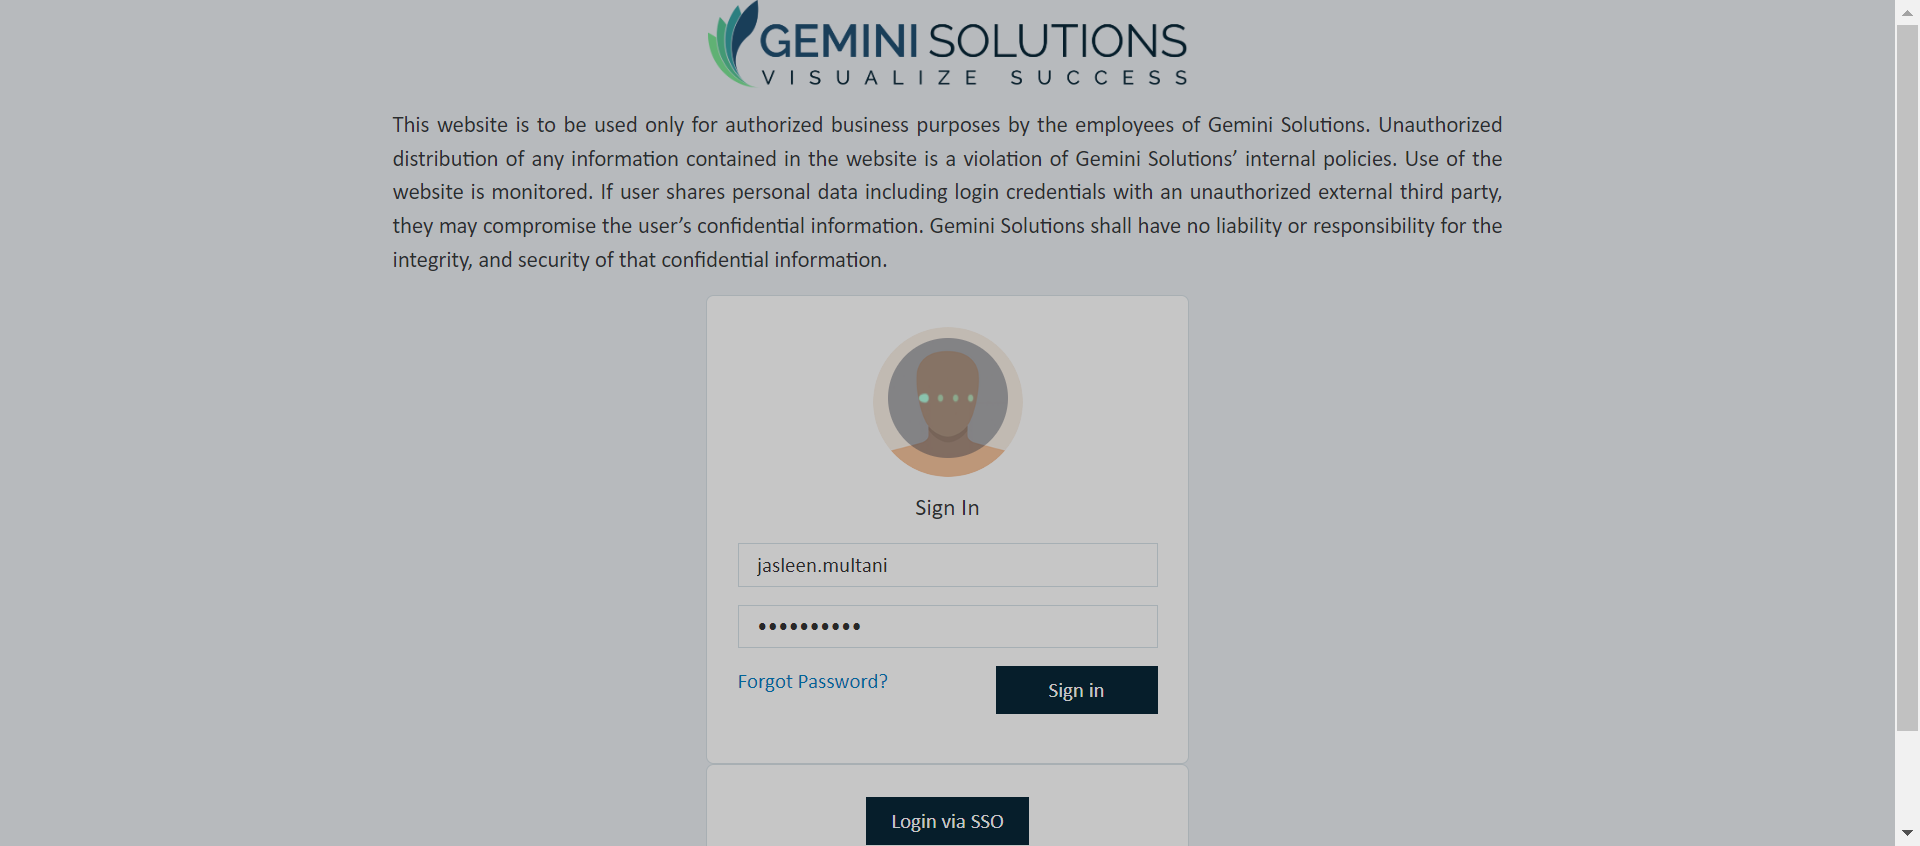 GEMINI SOLUTIONS
VISUALIZE SUCCESS
This website is to be used only for authorized business purposes by the employees of Gemini Solutions. Unauthorized
distribution of any information contained in the website is a violation of Gemini Solutions’ internal policies. Use of the
website is monitored. If user shares personal data including login credentials with an unauthorized external third party,
they may compromise the user’s confidential information. Gemini Solutions shall have no liability or responsibility for the
integrity, and security of that confidential information.
Sign In
jasleen.multani
••••••••••
Forgot Password?
Sign in
Login via SSO